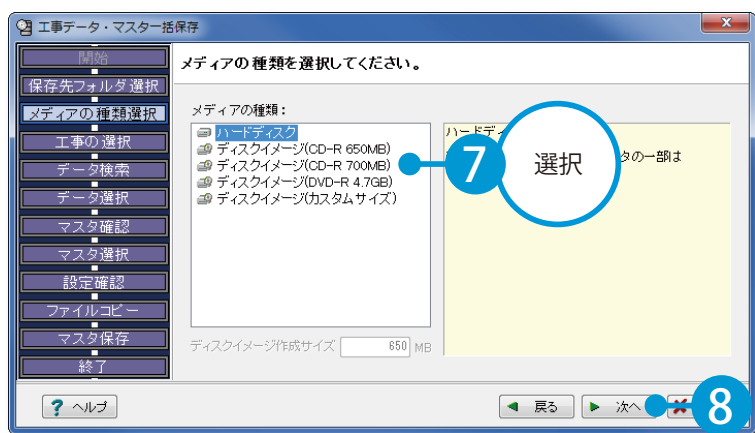 工事データ・マスター括保存
開始
保存先フォルダ選択
メディアの種類選択
工事の選択
データ検索
データ選択
マスタ確認
マスタ選択
設定確認
ファイルコピー
マスタ保存
終了
メディアの種類を選択してください。
メディアの種類：
ハードディスク
ディスクイメージ(CD-R 650MB)
ディスクイメージ(CD-R 700MB)
ディスクイメージ(DVD-R 4.7GB)
ディスクイメージ(カスタムサイズ)
ディスクイメージ作成サイズ 650 MB
ハードディ
タの一部は
7 選択
? ヘルプ
戻る
次へ
8